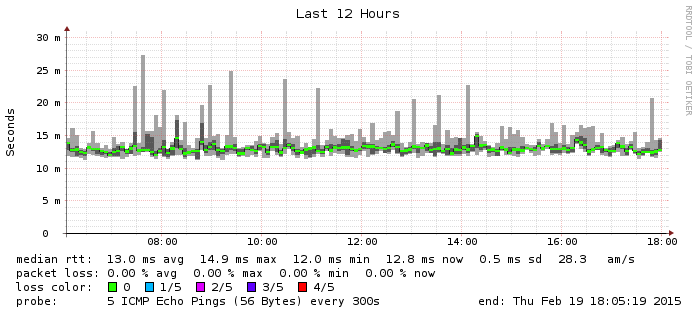 Last 12 Hours
RRDTOOL / TOBI OETIKER
Seconds
30 m
25 m
20 m
15 m
10 m
5 m
0
08:00 10:00 12:00 14:00 16:00 18:00
median rtt: 13.0 ms avg 14.9 ms max 12.0 ms min 12.8 ms now 0.5 ms sd 28.3 am/s
packet loss: 0.00 % avg 0.00 % max 0.00 % min 0.00 % now
loss color: 0 1/5 2/5 3/5 4/5
probe: 5 ICMP Echo Pings (56 Bytes) every 300s end: Thu Feb 19 18:05:19 2015